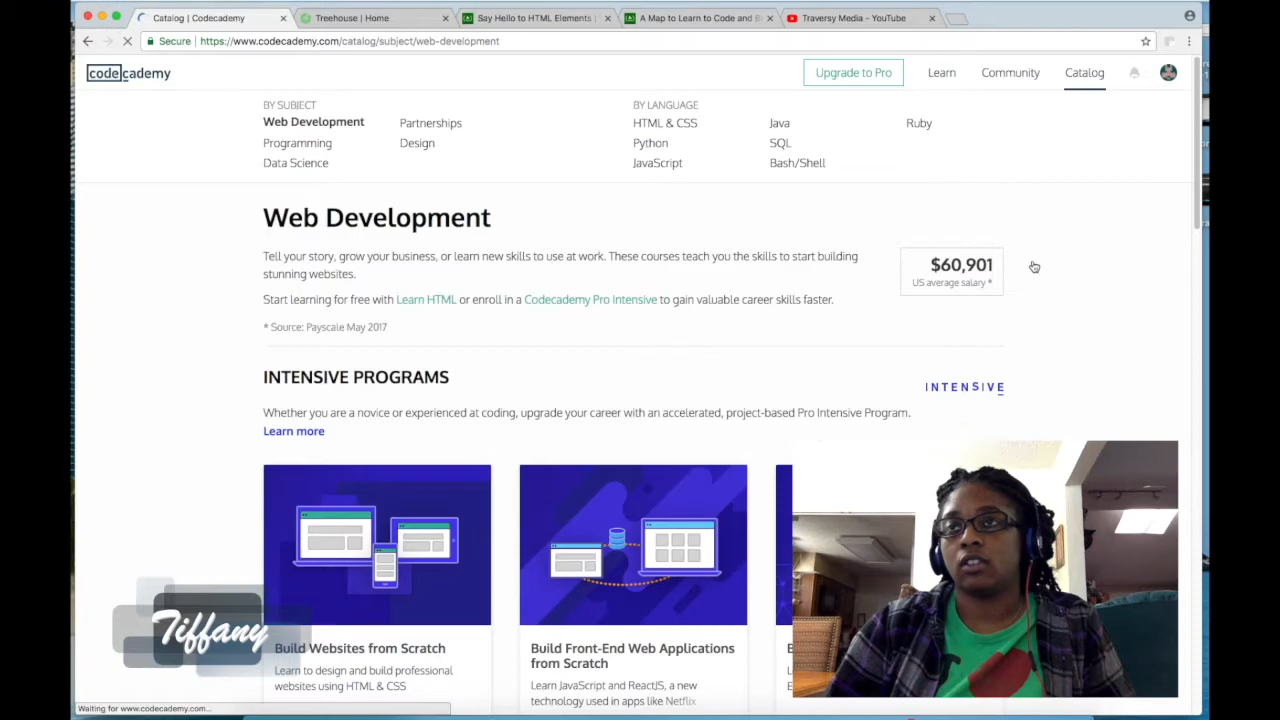 Catalog | Codecademy
Treehouse | Home
Say Hello to HTML Elements |
A Map to Learn to Code and B
Traversy Media - YouTube
Secure | https://www.codecademy.com/catalog/subject/web-development
codecademy
Upgrade to Pro
Learn
Community
Catalog
BY SUBJECT
Web Development
Partnerships
Programming
Design
Data Science
BY LANGUAGE
HTML & CSS
Java
Ruby
Python
SQL
JavaScript
Bash/Shell
Web Development
Tell your story, grow your business, or learn new skills to use at work. These courses teach you the skills to start building
stunning websites.
$60,901
US average salary *
Start learning for free with Learn HTML or enroll in a Codecademy Pro Intensive to gain valuable career skills faster.
* Source: Payscale May 2017
INTENSIVE PROGRAMS
INTENSIVE
Whether you are a novice or experienced at coding, upgrade your career with an accelerated, project-based Pro Intensive Program.
Learn more
Build Websites from Scratch
Learn to design and build professional
websites using HTML & CSS
Build Front-End Web Applications
from Scratch
Learn JavaScript and ReactJS, a new
technology used in apps like Netflix
Tiffany
Waiting for www.codecademy.com...